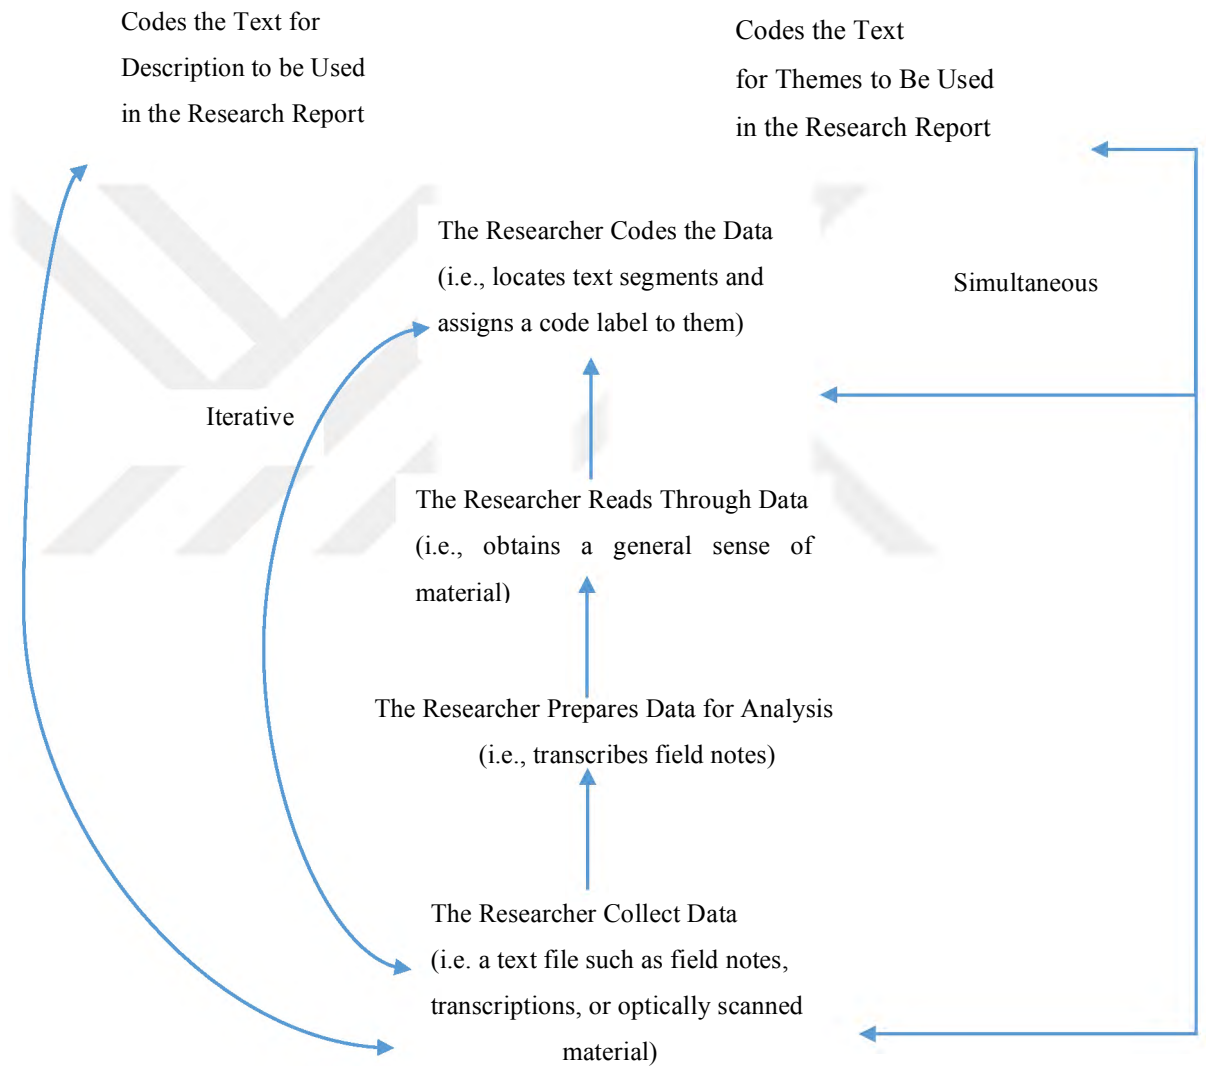 Codes the Text for
Description to be Used
in the Research Report
Codes the Text
for Themes to Be Used
in the Research Report
The Researcher Codes the Data
(i.e., locates text segments and
assigns a code label to them)
Simultaneous
Iterative
The Researcher Reads Through Data
(i.e., obtains a general sense of
material)
The Researcher Prepares Data for Analysis
(i.e., transcribes field notes)
The Researcher Collect Data
(i.e. a text file such as field notes,
transcriptions, or optically scanned
material)